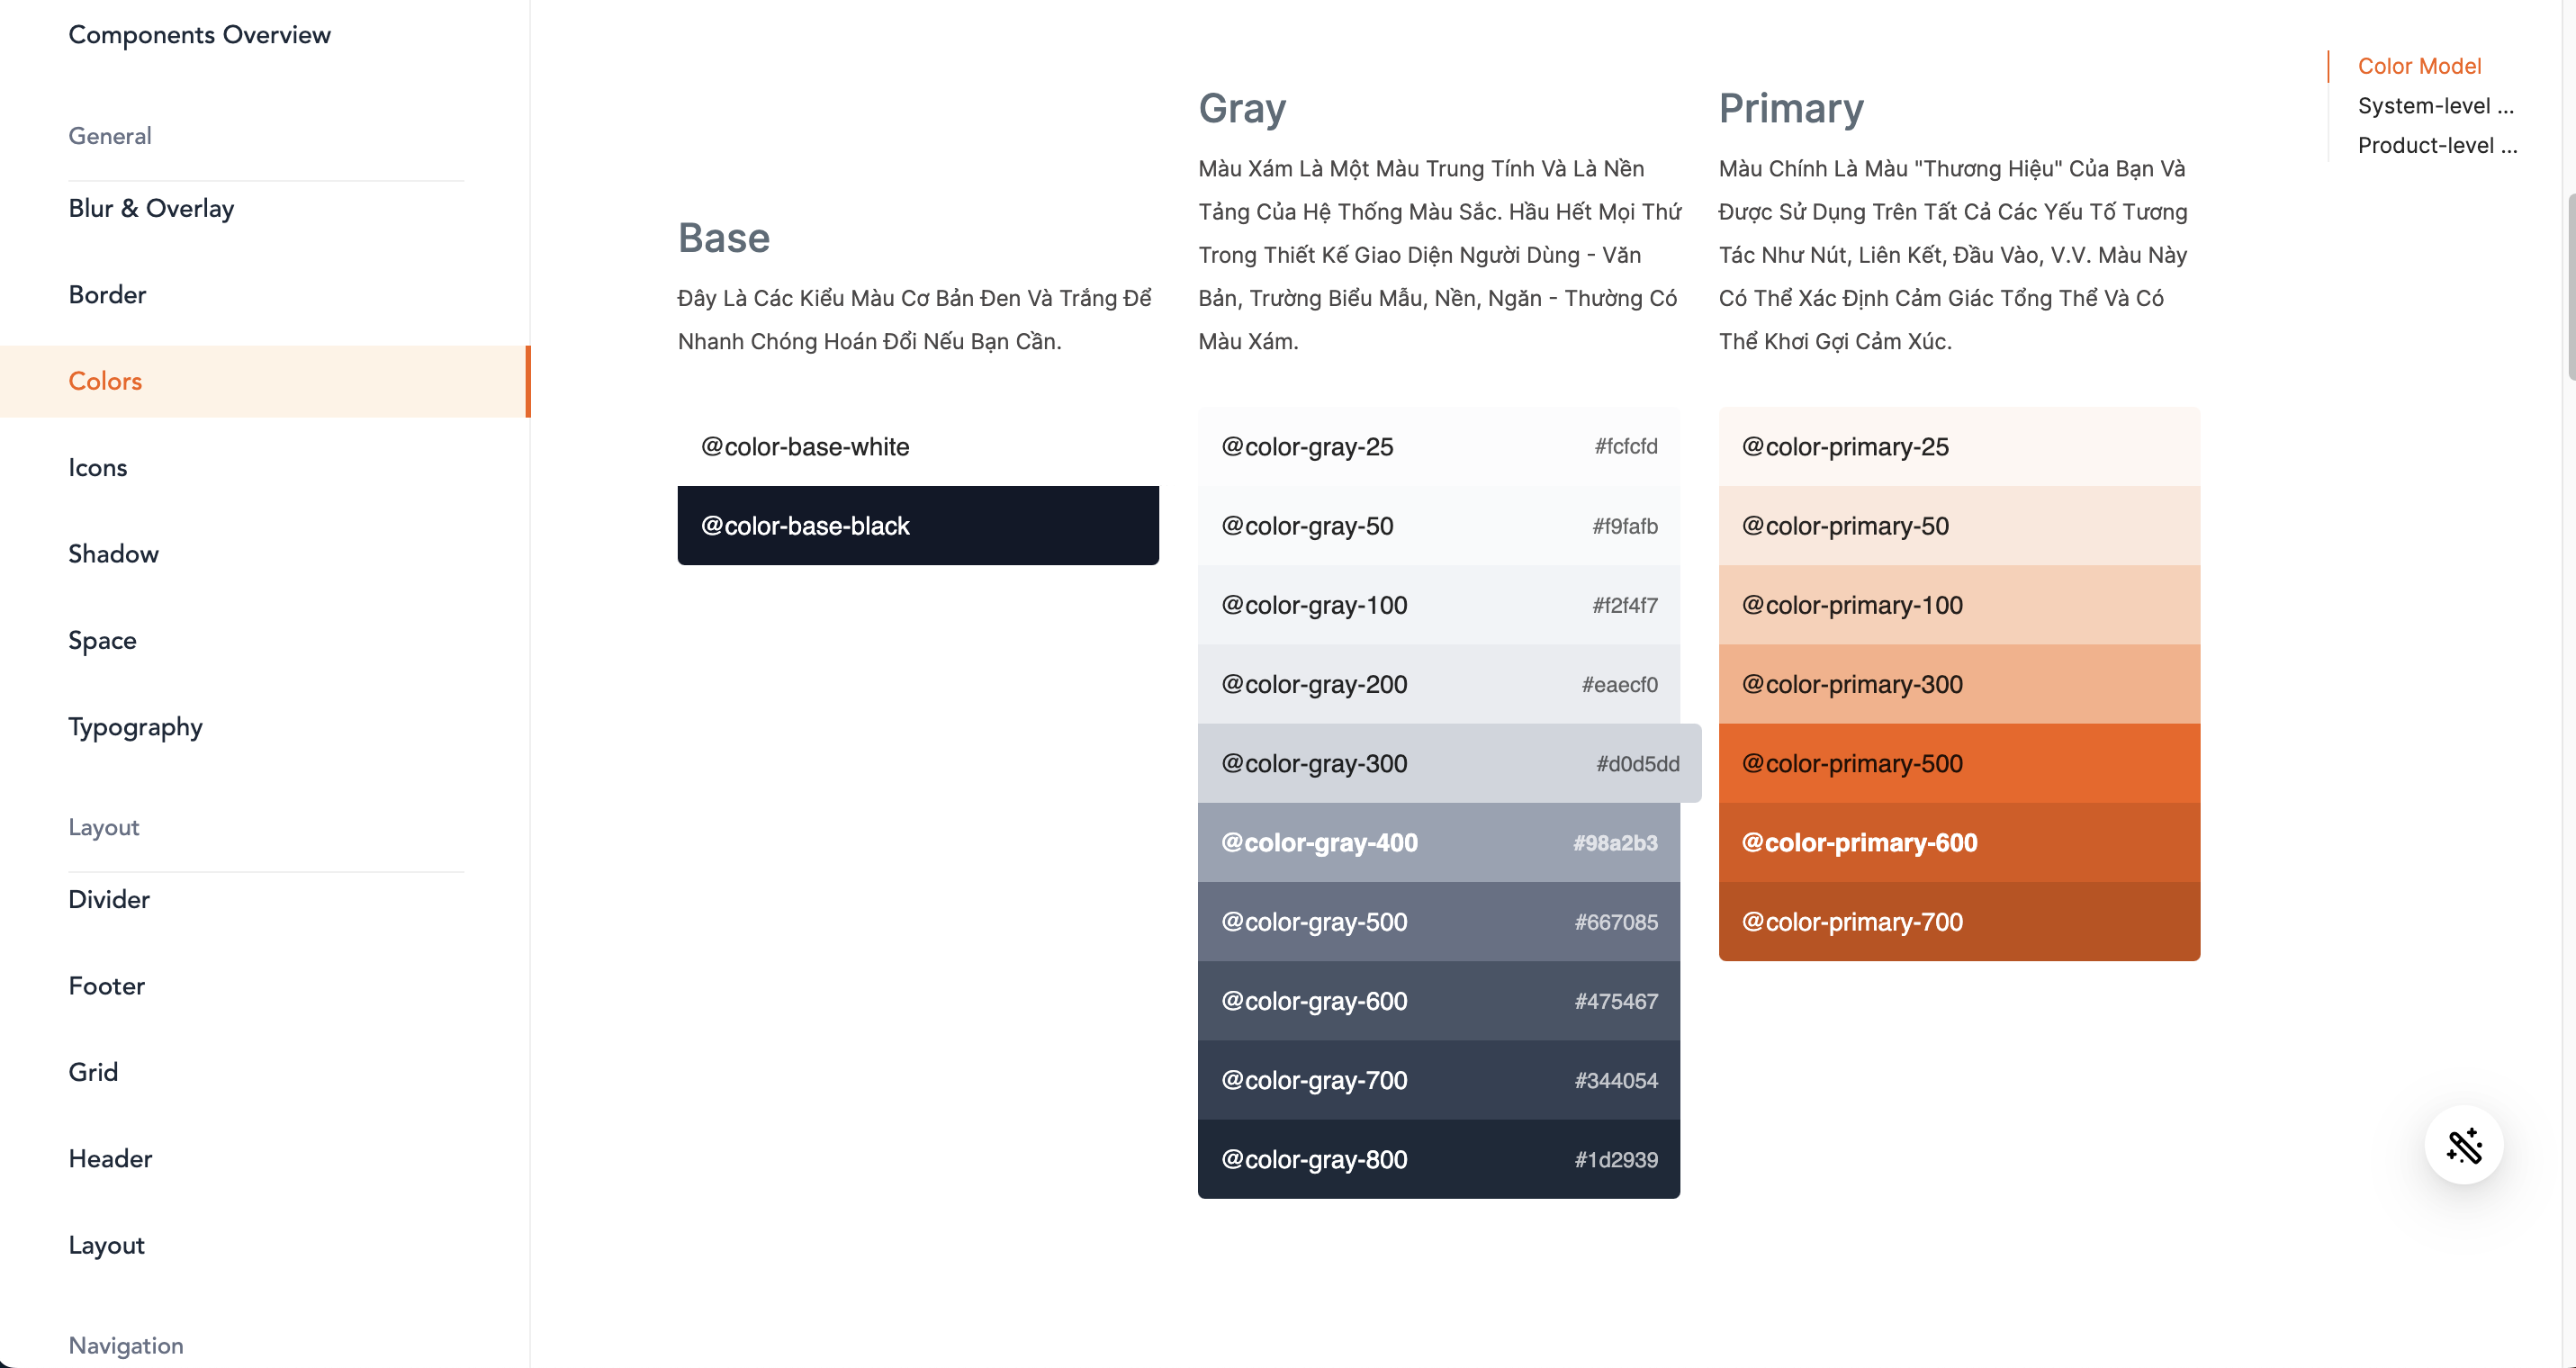 Components Overview
General
Blur & Overlay
Border
Colors
Icons
Shadow
Space
Typography
Layout
Divider
Footer
Grid
Header
Layout
Navigation
Base
Đây Là Các Kiểu Màu Cơ Bản Đen Và Trắng Để
Nhanh Chóng Hoán Đổi Nếu Bạn Cần.
@color-base-white
@color-base-black
Gray
Màu Xám Là Một Màu Trung Tính Và Là Nền
Tảng Của Hệ Thống Màu Sắc. Hầu Hết Mọi Thứ
Trong Thiết Kế Giao Diện Người Dùng - Văn
Bản, Trường Biểu Mẫu, Nền, Ngăn - Thường Có
Màu Xám.
@color-gray-25 #fcfcfd
@color-gray-50 #f9fafb
@color-gray-100 #f2f4f7
@color-gray-200 #eaecf0
@color-gray-300 #d0d5dd
@color-gray-400 #98a2b3
@color-gray-500 #667085
@color-gray-600 #475467
@color-gray-700 #344054
@color-gray-800 #1d2939
Primary
Màu Chính Là Màu "Thương Hiệu" Của Bạn Và
Được Sử Dụng Trên Tất Cả Các Yếu Tố Tương
Tác Như Nút, Liên Kết, Đầu Vào, V.V. Màu Này
Có Thể Xác Định Cảm Giác Tổng Thể Và Có
Thể Khơi Gợi Cảm Xúc.
@color-primary-25
@color-primary-50
@color-primary-100
@color-primary-300
@color-primary-500
@color-primary-600
@color-primary-700
Color Model
System-level ...
Product-level ...